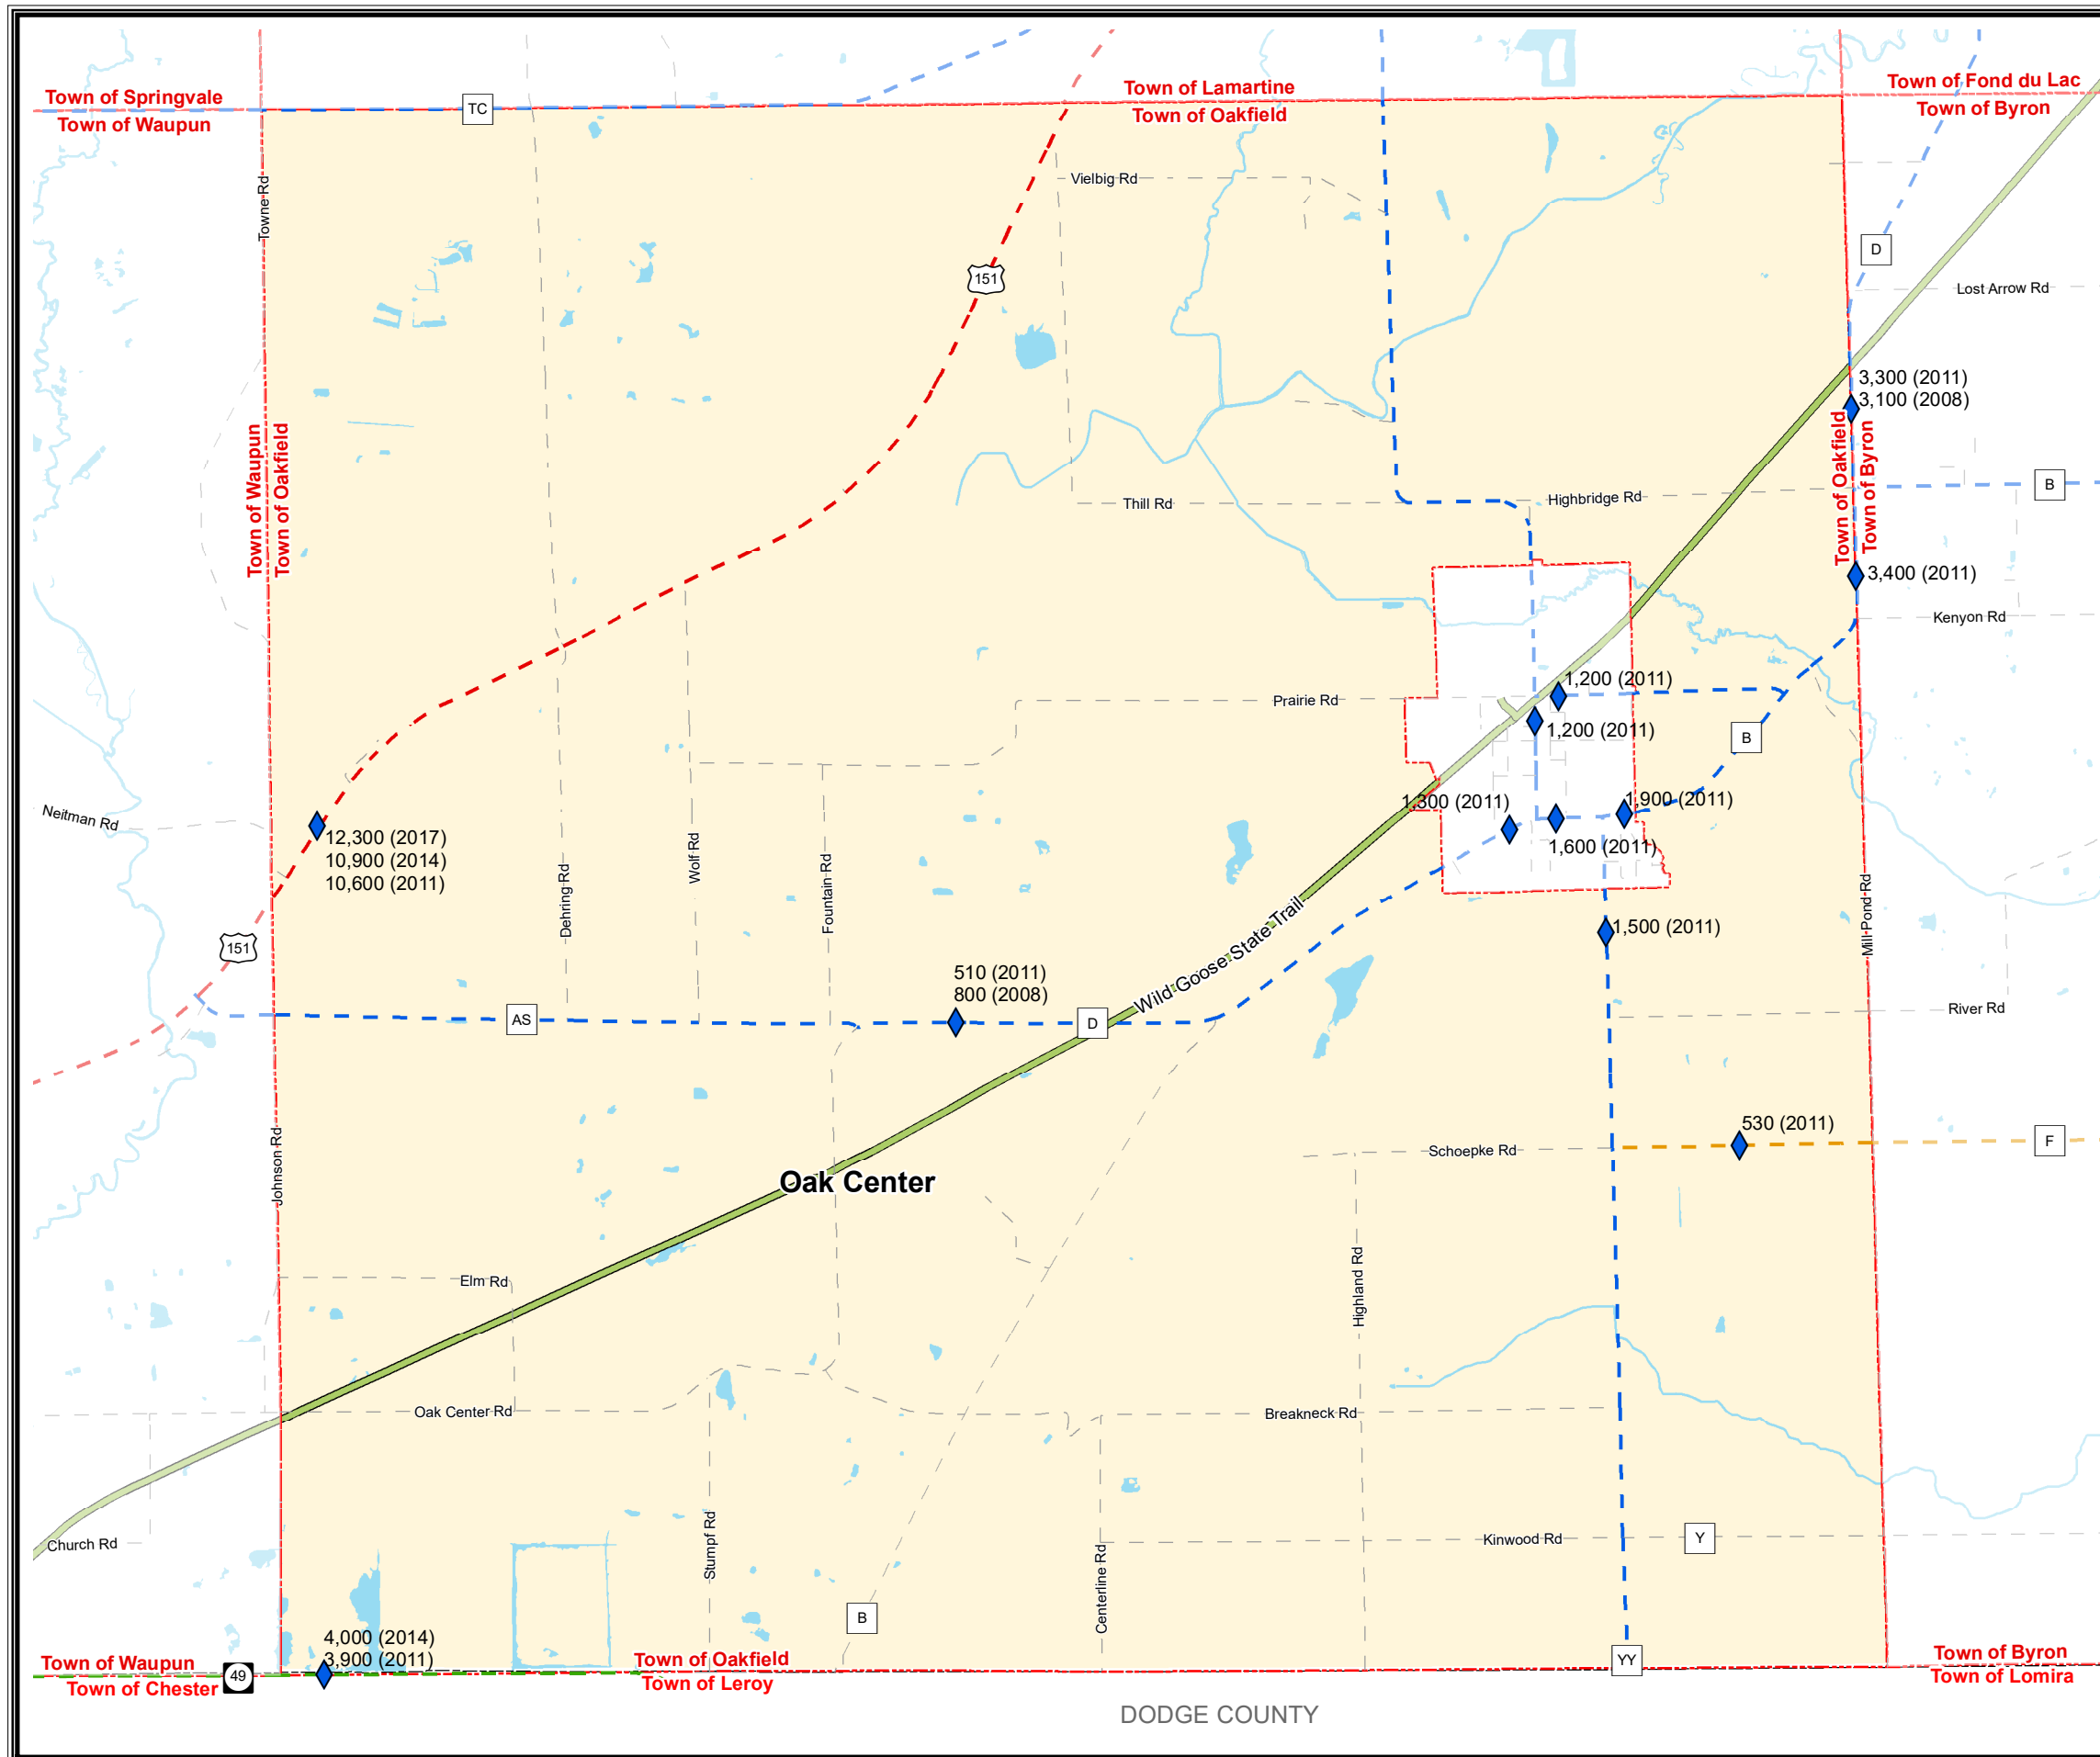 Town of Springvale
Town of Waupun
TC
Town of Lamartine
Town of Oakfield
Town of Fond du Lac
Town of Byron
Towne Rd
Vielbig Rd
151
D
Lost Arrow Rd
3,300 (2011)
3,100 (2008)
Town of Waupun
Town of Oakfield
Town of Oakfield
Town of Byron
B
Thill Rd
Highbridge Rd
3,400 (2011)
Kenyon Rd
1,200 (2011)
Prairie Rd
1,200 (2011)
B
1,300 (2011)
1,900 (2011)
1,600 (2011)
Neitman Rd
12,300 (2017)
10,900 (2014)
10,600 (2011)
Dehring Rd
Wolf Rd
Fountain Rd
Mill Pond Rd
Wild Goose State Trail
1,500 (2011)
151
510 (2011)
800 (2008)
AS
D
River Rd
530 (2011)
F
Schoepke Rd
Johnson Rd
Oak Center
Elm Rd
Highland Rd
Oak Center Rd
Breakneck Rd
Church Rd
Stumpf Rd
Centerline Rd
Kinwood Rd
Y
B
4,000 (2014)
3,900 (2011)
Town of Waupun
Town of Chester
49
Town of Oakfield
Town of Leroy
YY
Town of Byron
Town of Lomira
DODGE COUNTY